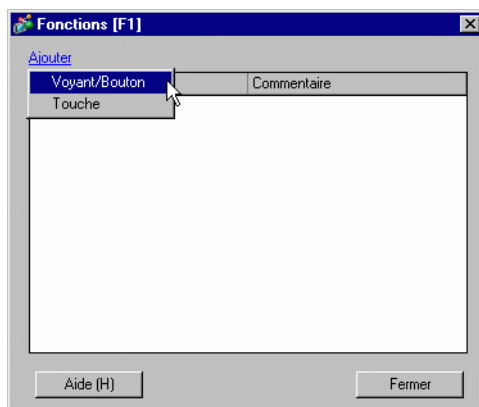 Fonctions [F1]
Ajouter
Voyant/Bouton
Commentaire
Touche
Aide (H)
Fermer